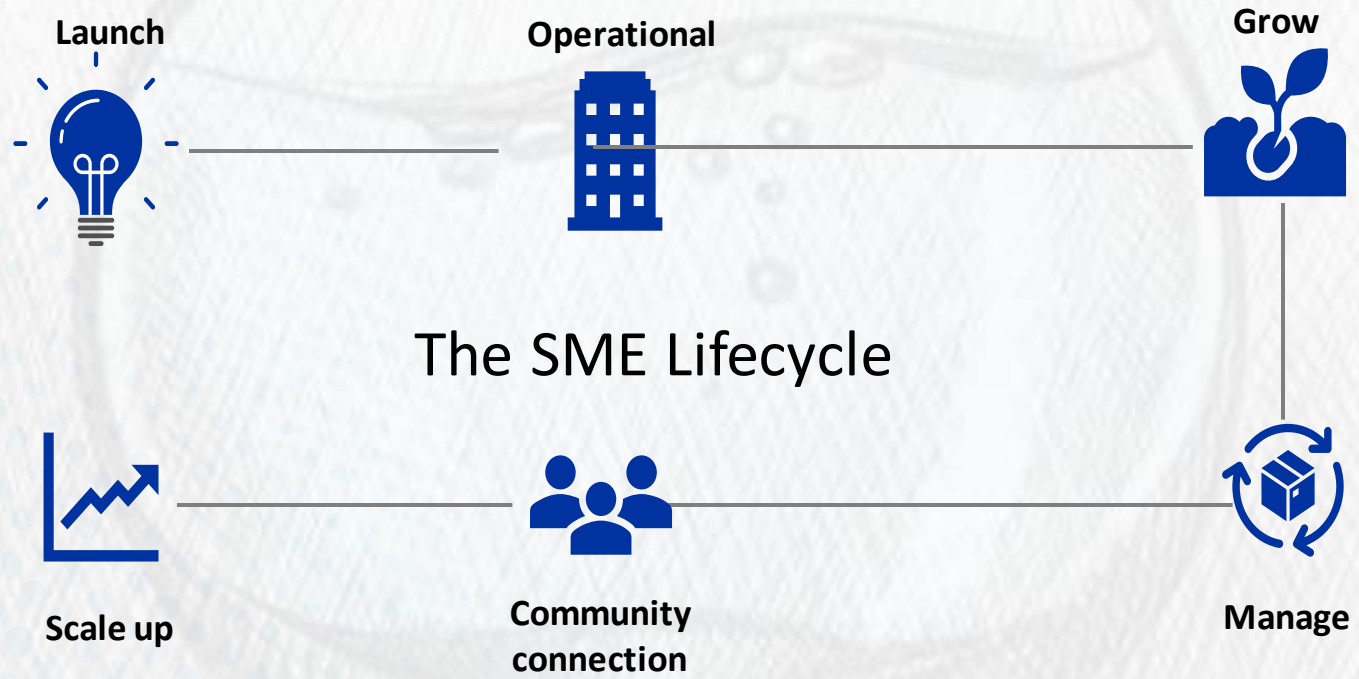 Launch
Operational
Grow
The SME Lifecycle
Scale up
Community
connection
Manage